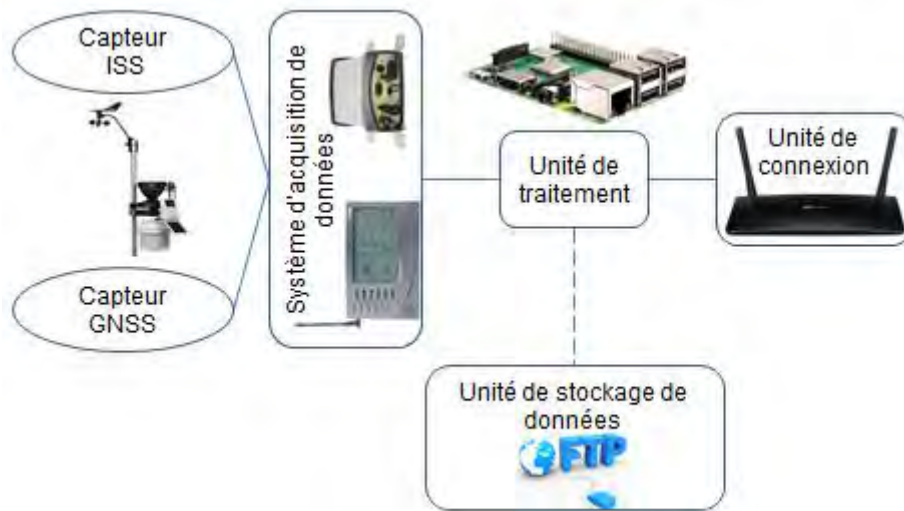 Capteur
ISS
Capteur
GNSS
Système d'acquisition de
données
Unité de
traitement
Unité de
connexion
Unité de stockage de
données
FTP